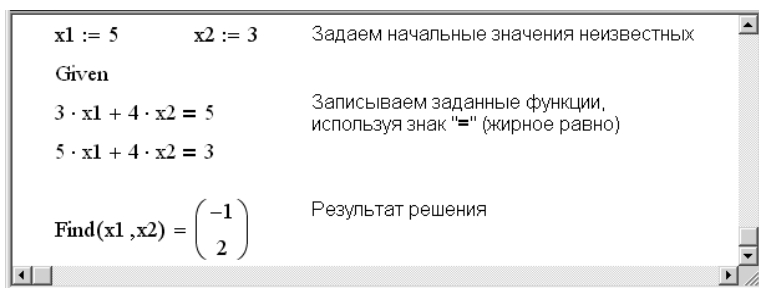 x1 := 5 x2 := 3 Задаем начальные значения неизвестных
Given
3 · x1 + 4 · x2 = 5 Записываем заданные функции,
используя знак "=" (жирное равно)
5 · x1 + 4 · x2 = 3
Find(x1 ,x2) = (−1 Результат решения
2)